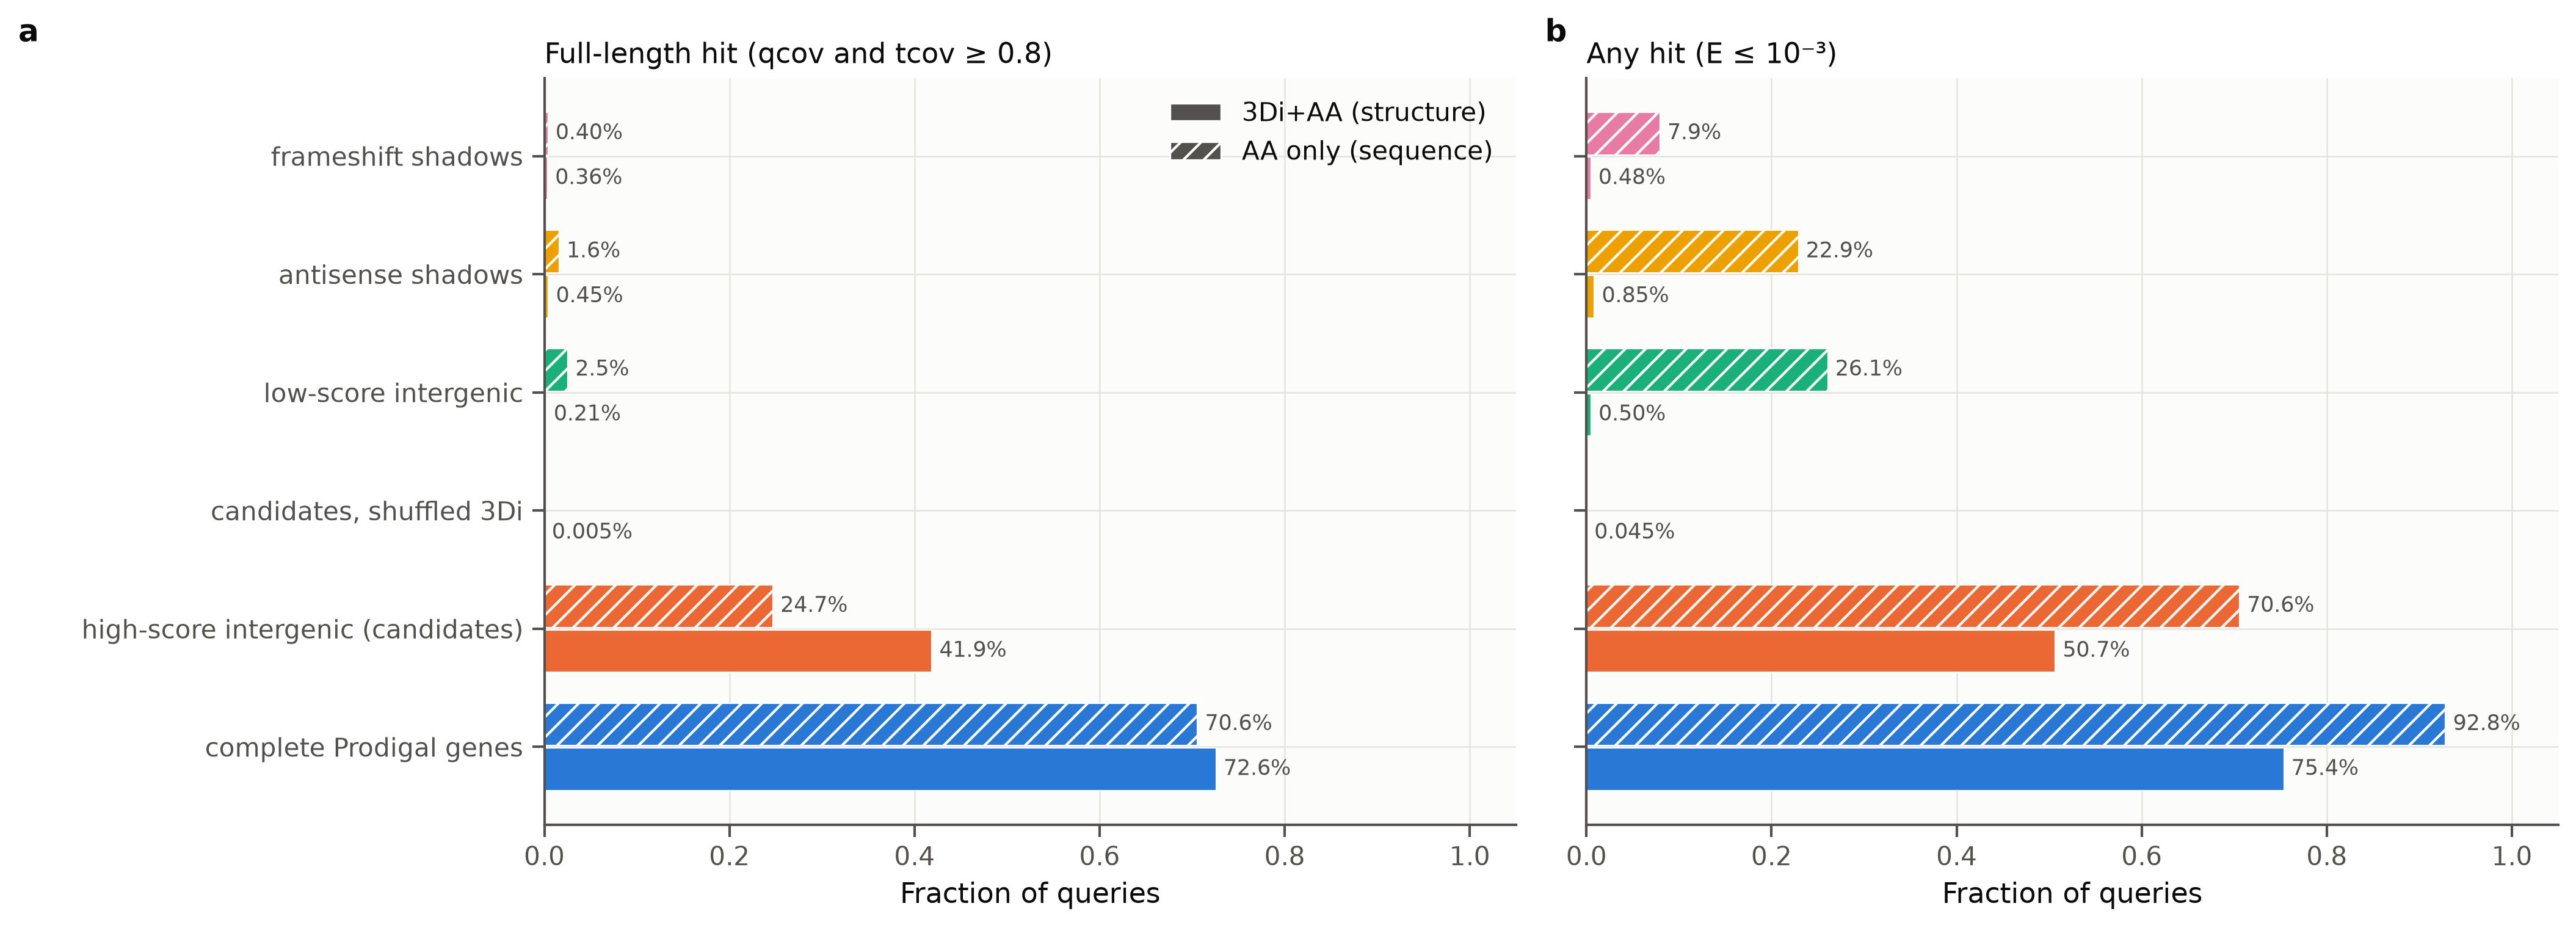 a
Full-length hit (qcov and tcov ≥ 0.8)
3Di+AA (structure)
AA only (sequence)
frameshift shadows
0.40%
0.36%
antisense shadows
1.6%
0.45%
low-score intergenic
2.5%
0.21%
candidates, shuffled 3Di
0.005%
high-score intergenic (candidates)
24.7%
41.9%
complete Prodigal genes
70.6%
72.6%
0.0 0.2 0.4 0.6 0.8 1.0
Fraction of queries
b
Any hit (E ≤ 10⁻³)
7.9%
0.48%
22.9%
0.85%
26.1%
0.50%
0.045%
70.6%
50.7%
92.8%
75.4%
0.0 0.2 0.4 0.6 0.8 1.0
Fraction of queries